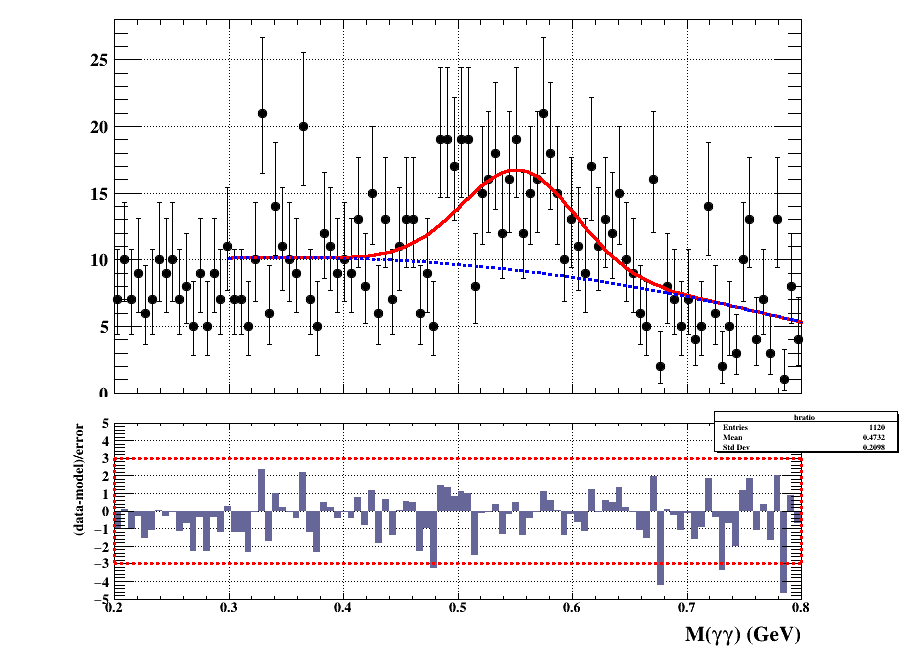 25
20
15
10
5
0
5
4
3
2
1
0
−1
−2
−3
−4
−5
(data-model)/error
hratio
Entries 1120
Mean 0.4732
Std Dev 0.2098
0.2 0.3 0.4 0.5 0.6 0.7 0.8
M(γγ) (GeV)